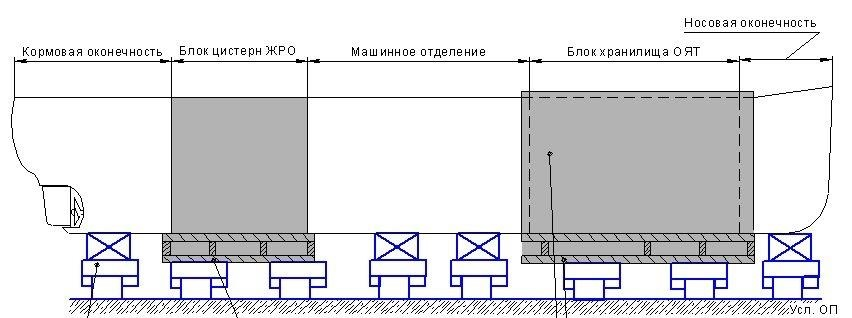 Носовая оконечность
Кормовая оконечность
Блок цистерн ЖРО
Машинное отделение
Блок хранилища ОЯТ
Усл. ОП